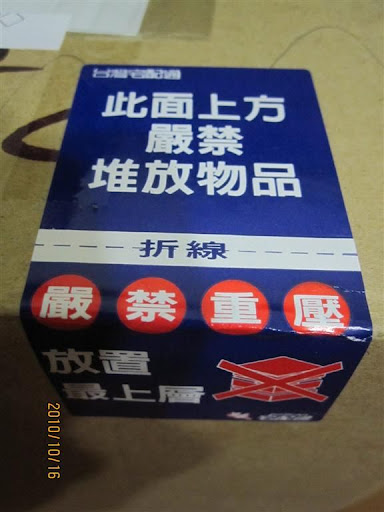 台灣宅配通
此面上方
嚴禁
堆放物品
折線
嚴禁重壓
放置
最上層
2010/10/16